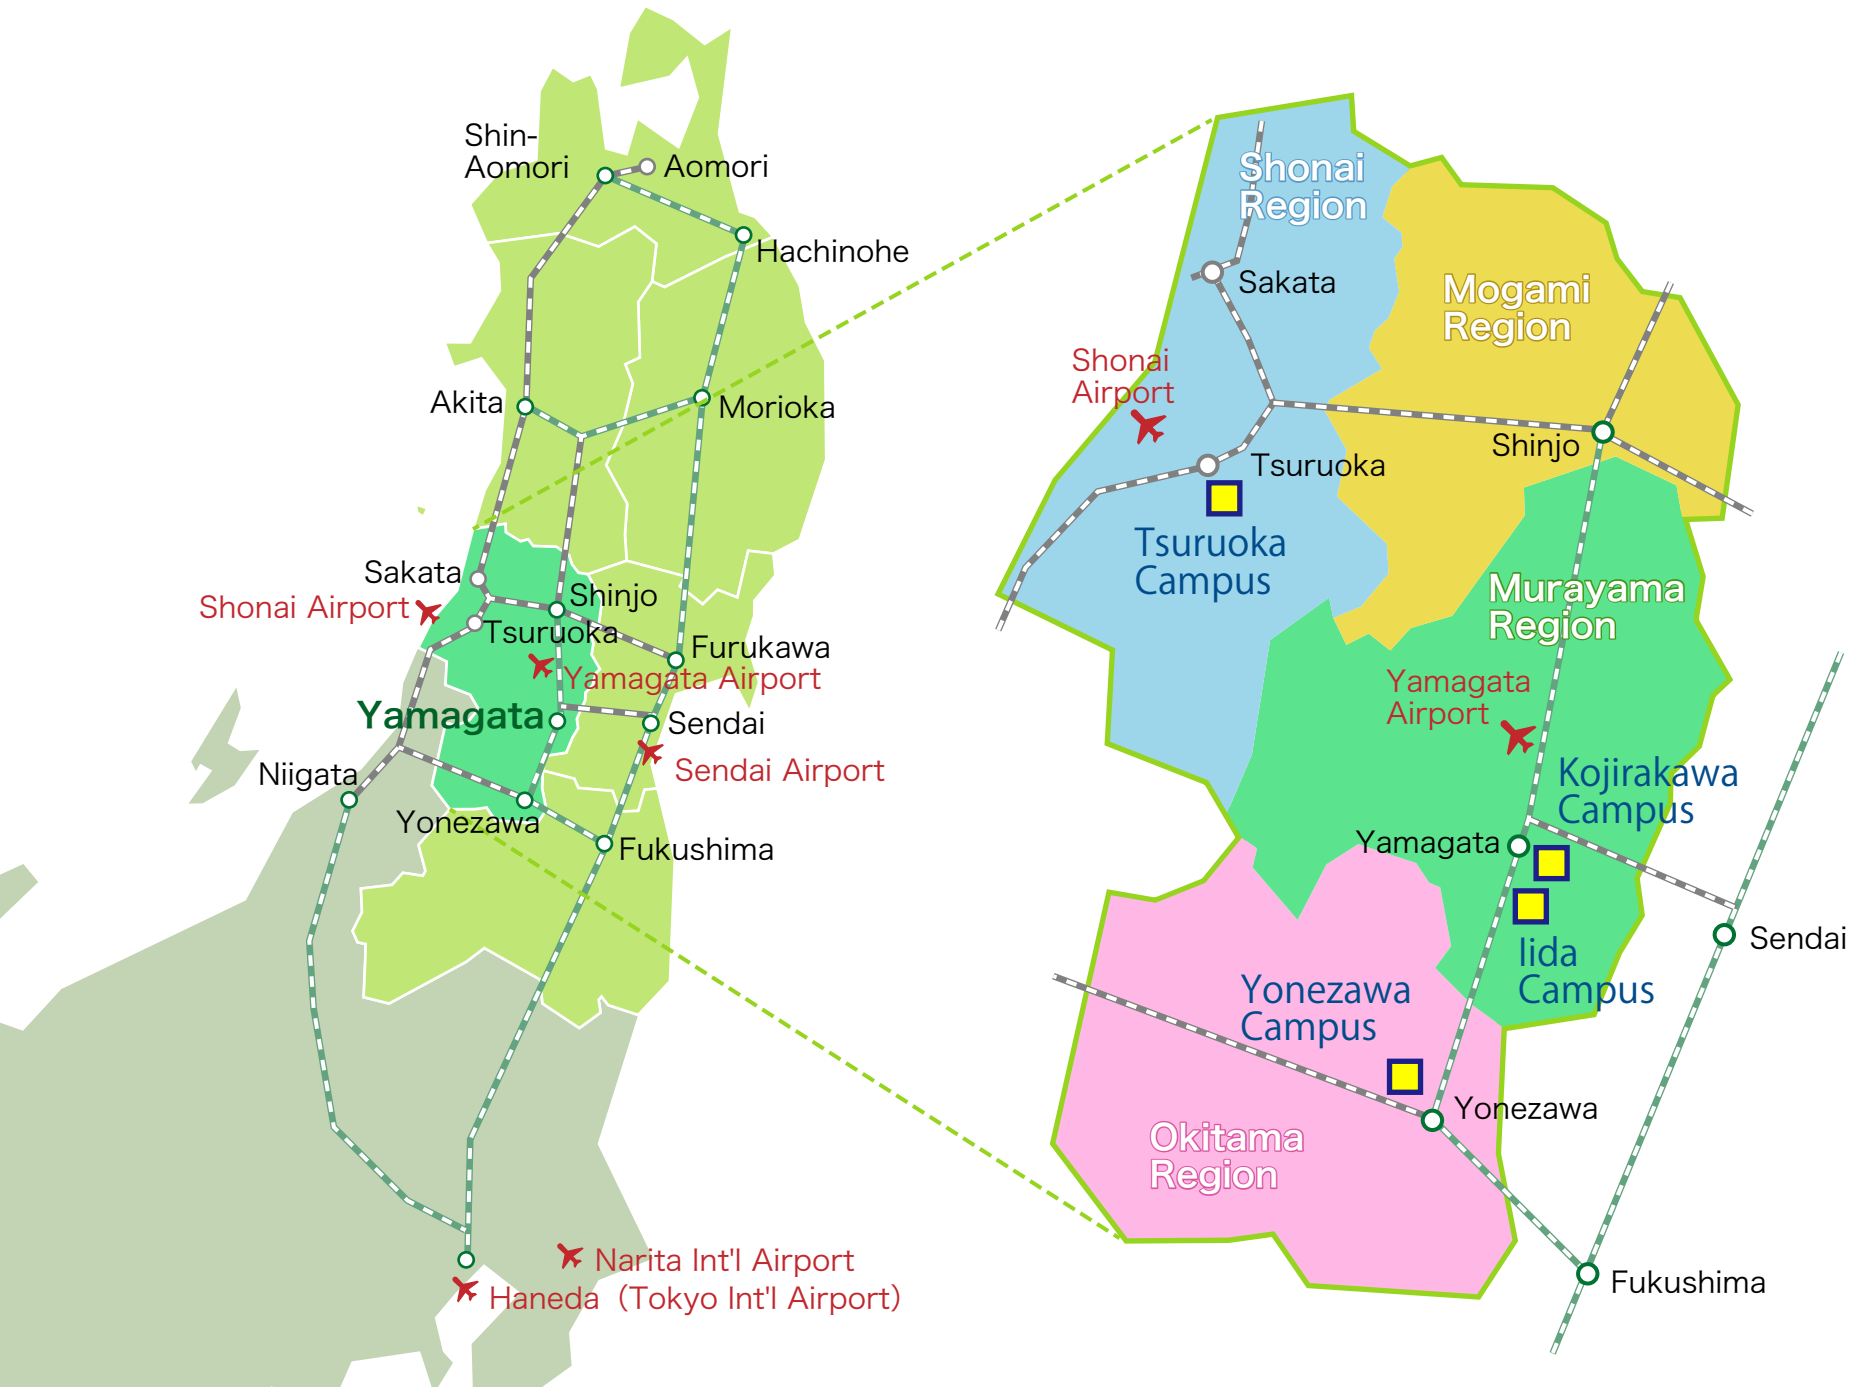 Shin-
Aomori
Aomori
Hachinohe
Akita
Morioka
Sakata
Shonai Airport
Shinjo
Tsuruoka
Furukawa
Yamagata Airport
Yamagata
Sendai
Sendai Airport
Niigata
Yonezawa
Fukushima
Narita Int'l Airport
Haneda（Tokyo Int'l Airport）
Shonai
Region
Sakata
Mogami
Region
Shonai
Airport
Shinjo
Tsuruoka
Tsuruoka
Campus
Murayama
Region
Yamagata
Airport
Kojirakawa
Campus
Yamagata
Iida
Campus
Sendai
Yonezawa
Campus
Yonezawa
Okitama
Region
Fukushima